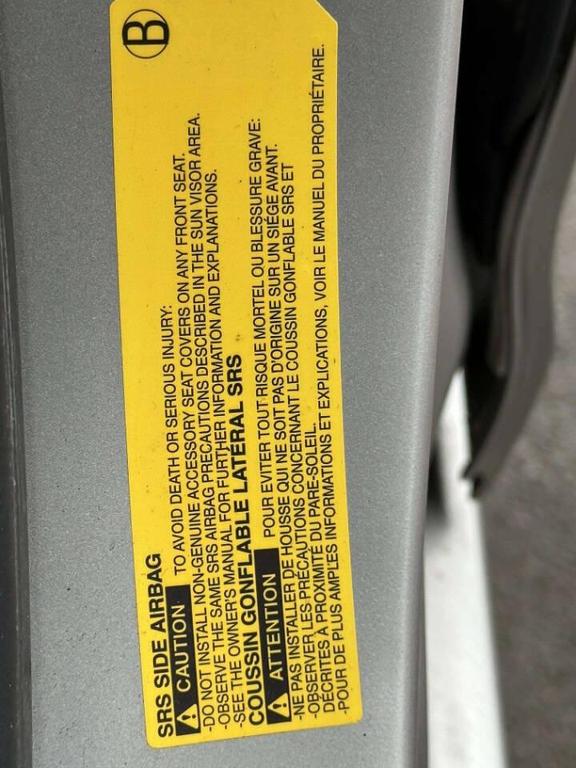 SRS SIDE AIRBAG
CAUTION TO AVOID DEATH OR SERIOUS INJURY:
-DO NOT INSTALL NON-GENUINE ACCESSORY SEAT COVERS ON ANY FRONT SEAT.
-OBSERVE THE SAME SRS AIRBAG PRECAUTIONS DESCRIBED IN THE SUN VISOR AREA.
-SEE THE OWNER'S MANUAL FOR FURTHER INFORMATION AND EXPLANATIONS.
COUSSIN GONFLABLE LATERAL SRS
ATTENTION POUR EVITER TOUT RISQUE MORTEL OU BLESSURE GRAVE:
-NE PAS INSTALLER DE HOUSSE QUI NE SOIT PAS D'ORIGINE SUR UN SIÈGE AVANT.
-OBSERVER LES PRÉCAUTIONS CONCERNANT LE COUSSIN GONFLABLE SRS ET
DÉCRITES À PROXIMITÉ DU PARE-SOLEIL.
-POUR DE PLUS AMPLES INFORMATIONS ET EXPLICATIONS, VOIR LE MANUEL DU PROPRIÉTAIRE.
B